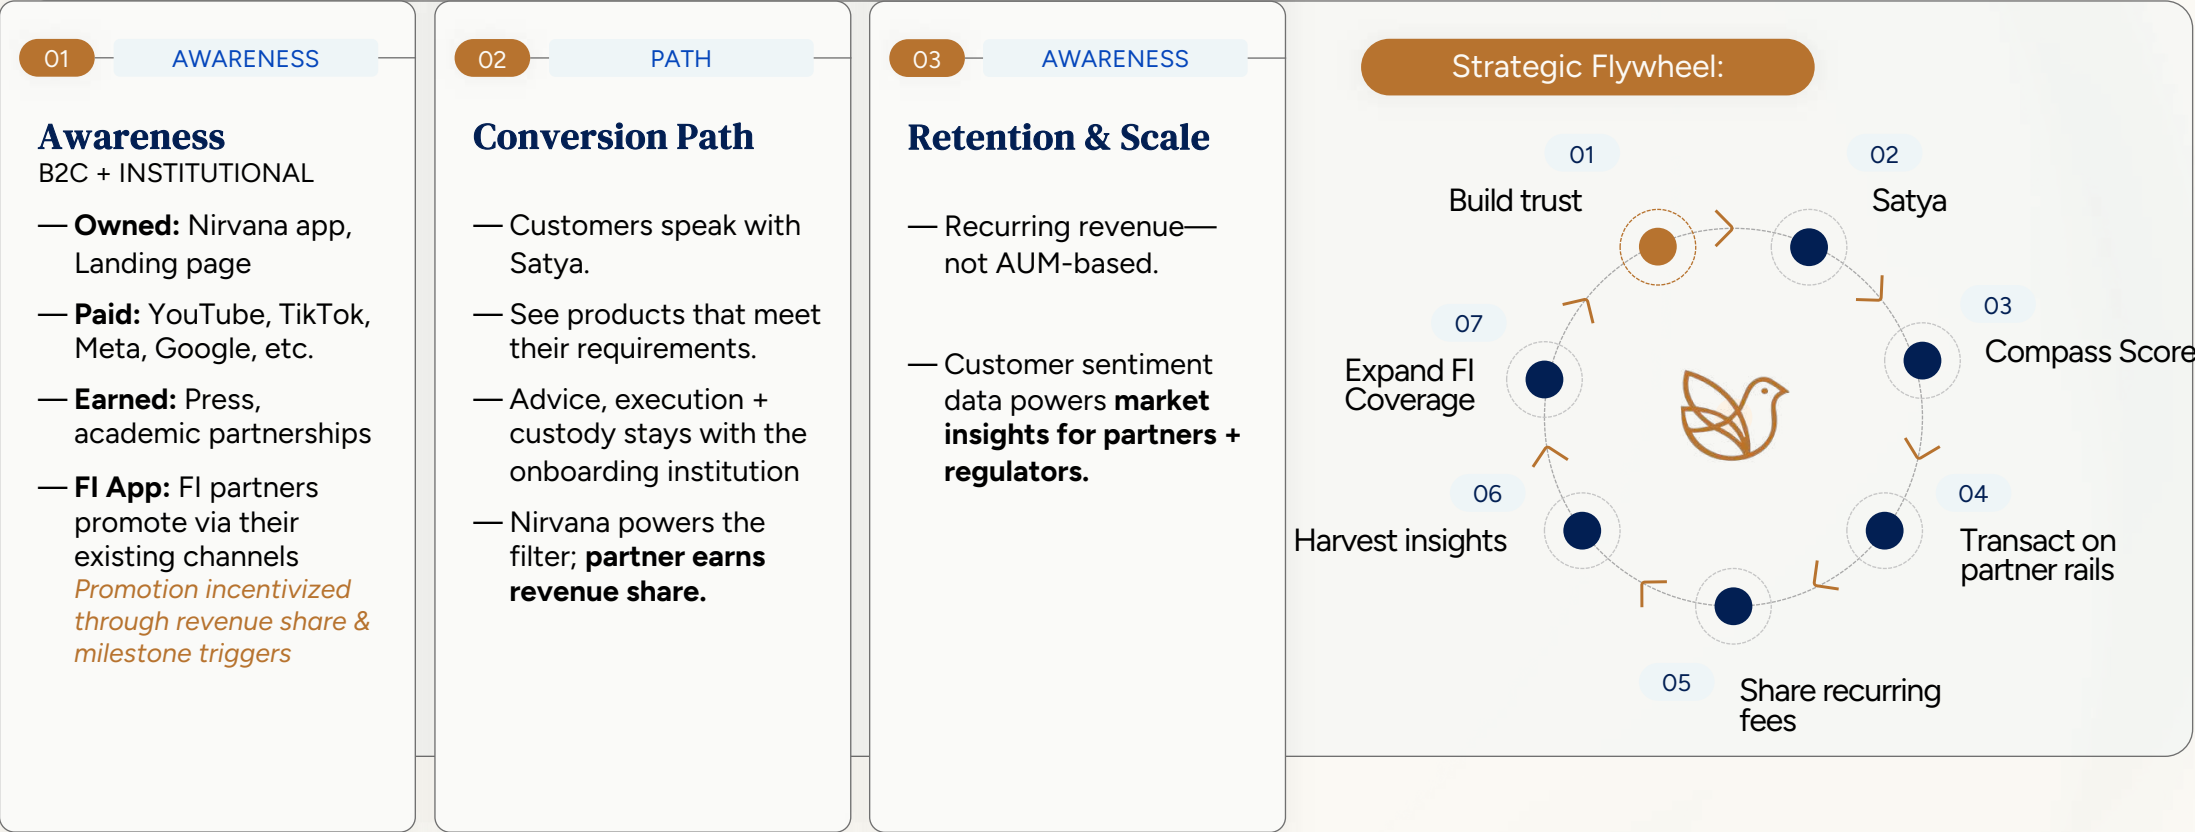 01
AWARENESS
Awareness
B2C + INSTITUTIONAL
— Owned: Nirvana app,
Landing page
— Paid: YouTube, TikTok,
Meta, Google, etc.
— Earned: Press,
academic partnerships
— FI App: FI partners
promote via their
existing channels
Promotion incentivized
through revenue share &
milestone triggers
02
PATH
Conversion Path
— Customers speak with
Satya.
— See products that meet
their requirements.
— Advice, execution +
custody stays with the
onboarding institution
— Nirvana powers the
filter; partner earns
revenue share.
03
AWARENESS
Retention & Scale
— Recurring revenue—
not AUM-based.
— Customer sentiment
data powers market
insights for partners +
regulators.
Strategic Flywheel:
01
Build trust
02
Satya
03
Compass Score
04
Transact on
partner rails
05
Share recurring
fees
06
Harvest insights
07
Expand FI
Coverage